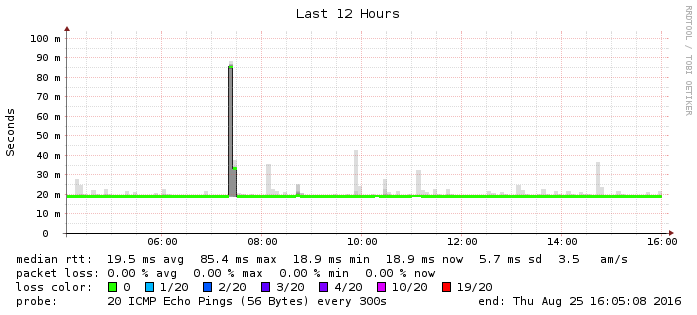 Last 12 Hours
RRDTOOL / TOBI OETIKER
Seconds
100 m
90 m
80 m
70 m
60 m
50 m
40 m
30 m
20 m
10 m
0
06:00 08:00 10:00 12:00 14:00 16:00
median rtt: 19.5 ms avg 85.4 ms max 18.9 ms min 18.9 ms now 5.7 ms sd 3.5 am/s
packet loss: 0.00 % avg 0.00 % max 0.00 % min 0.00 % now
loss color: 0 1/20 2/20 3/20 4/20 10/20 19/20
probe: 20 ICMP Echo Pings (56 Bytes) every 300s end: Thu Aug 25 16:05:08 2016